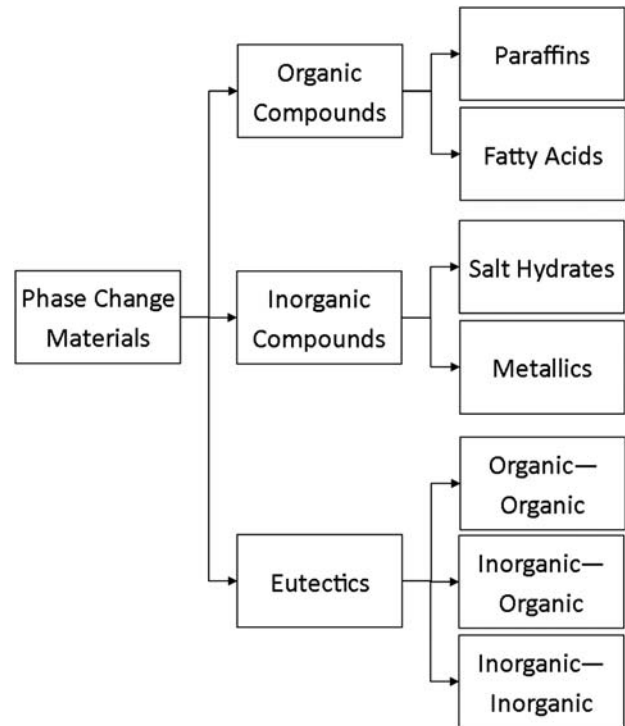 Phase Change
Materials
Organic
Compounds
Paraffins
Fatty Acids
Inorganic
Compounds
Salt Hydrates
Metallics
Eutectics
Organic—
Organic
Inorganic—
Organic
Inorganic—
Inorganic